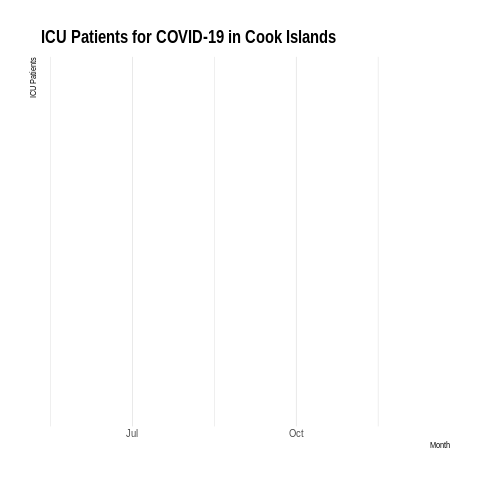 ICU Patients for COVID-19 in Cook Islands
ICU Patients
Jul
Oct
Month